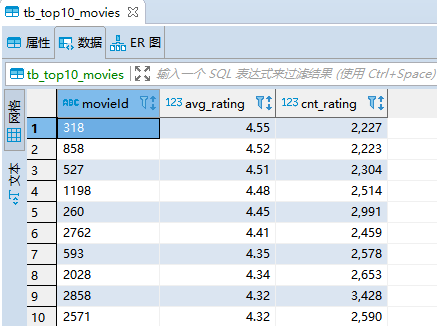 tb_top10_movies
属性 数据 ER 图
tb_top10_movies 输入一个 SQL 表达式来过滤结果 (使用 Ctrl+Space)
网格
文本
ABC movieId 123 avg_rating 123 cnt_rating
1 318 4.55 2,227
2 858 4.52 2,223
3 527 4.51 2,304
4 1198 4.48 2,514
5 260 4.45 2,991
6 2762 4.41 2,459
7 593 4.35 2,578
8 2028 4.34 2,653
9 2858 4.32 3,428
10 2571 4.32 2,590